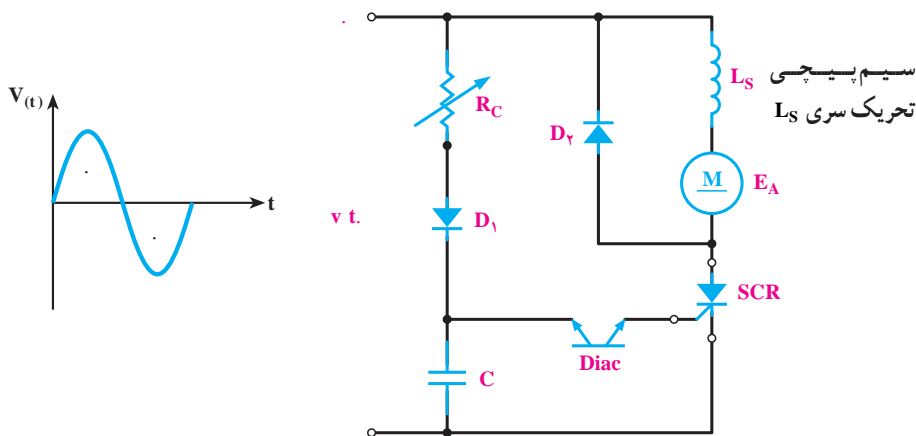 V(t)
t
v t.
RC
D۱
C
D۲
Diac
LS
M
EA
SCR
سیم پیچی
تحریک سری LS